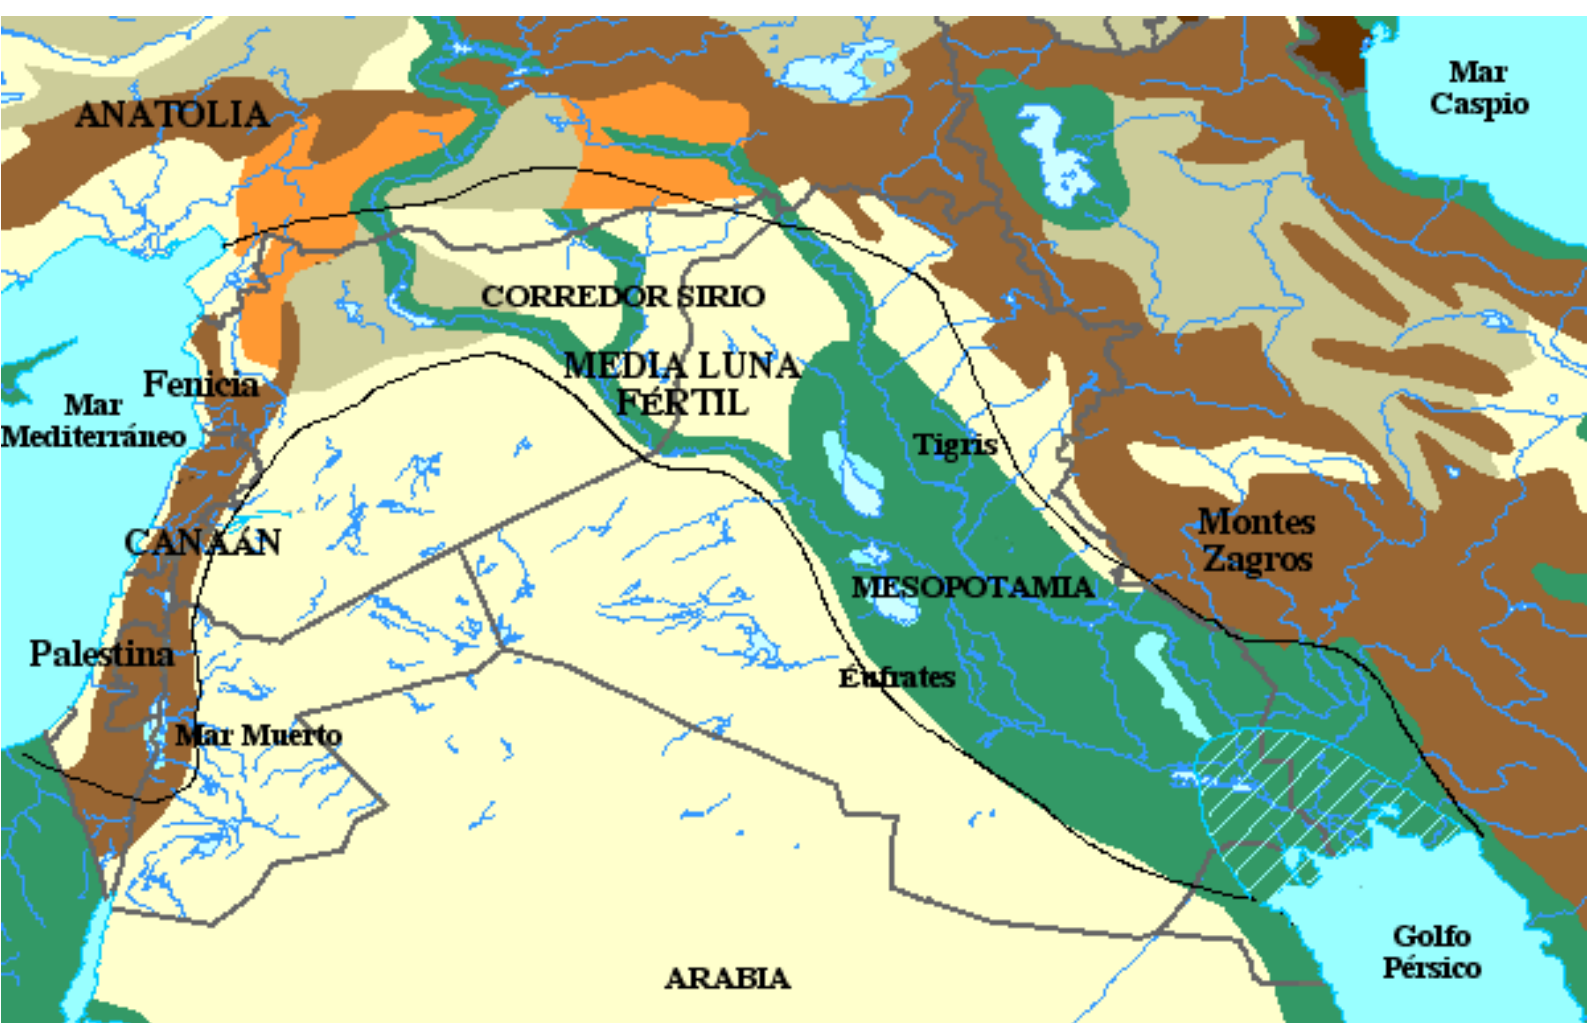 Mar
Caspio
ANATOLIA
CORREDOR SIRIO
MEDIA LUNA
FÉRTIL
Fenicia
Mar
Mediterráneo
Tigris
CANAÁN
Montes
Zagros
MESOPOTAMIA
Palestina
Éufrates
Mar Muerto
Golfo
Pérsico
ARABIA